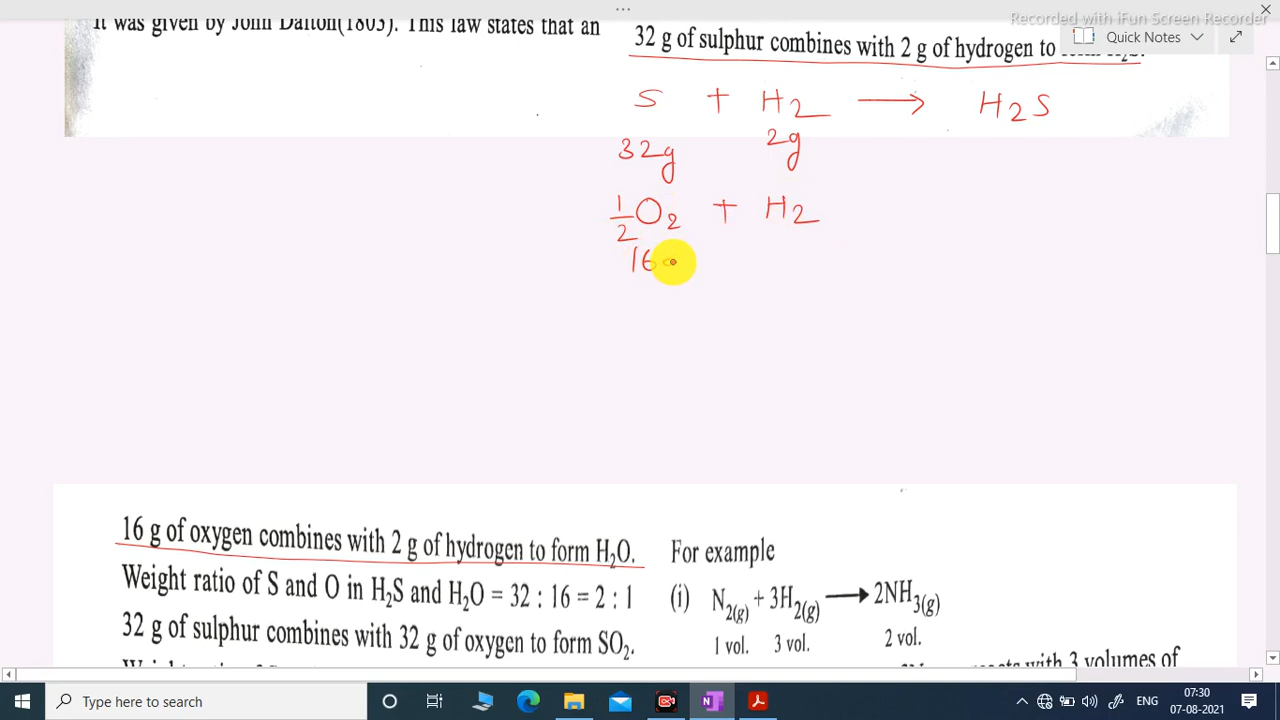 Recorded with iFun Screen Recorder
Quick Notes
It was given by John Dalton(1803). This law states that an
32 g of sulphur combines with 2 g of hydrogen to
S + H2 ⟶ H2S
32g 2g
1/2 O2 + H2
16
16 g of oxygen combines with 2 g of hydrogen to form H₂O.
Weight ratio of S and O in H₂S and H₂O = 32 : 16 = 2 : 1
32 g of sulphur combines with 32 g of oxygen to form SO₂.
For example
(i) N2(g) + 3H2(g) ⟶ 2NH3(g)
1 vol. 3 vol. 2 vol.
with 3 volumes of
Type here to search
ENG
07:30
07-08-2021